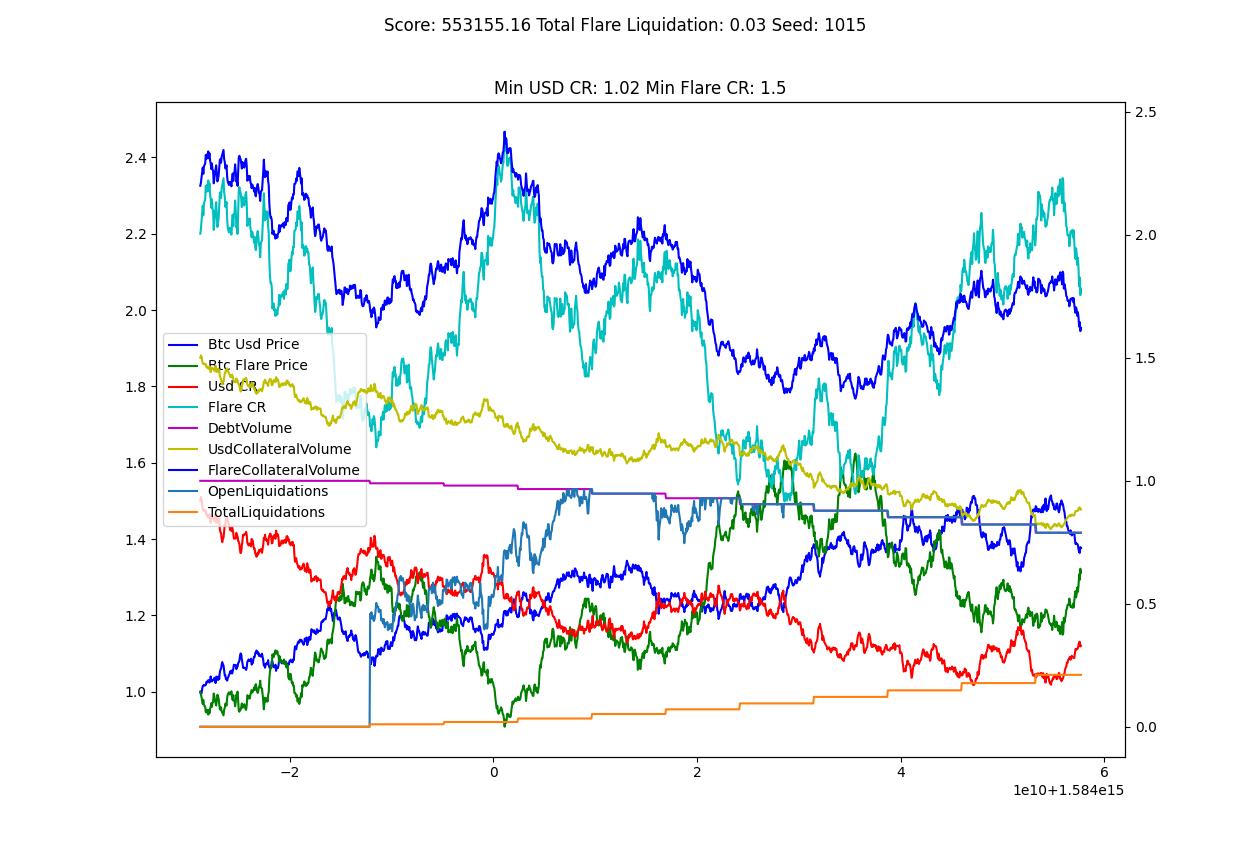 Score: 553155.16 Total Flare Liquidation: 0.03 Seed: 1015
Min USD CR: 1.02 Min Flare CR: 1.5
2.4
2.2
2.0
1.8
1.6
1.4
1.2
1.0
2.5
2.0
1.5
1.0
0.5
0.0
Btc Usd Price
Btc Flare Price
Usd CR
Flare CR
DebtVolume
UsdCollateralVolume
FlareCollateralVolume
OpenLiquidations
TotalLiquidations
−2 0 2 4 6
1e10+1.584e15